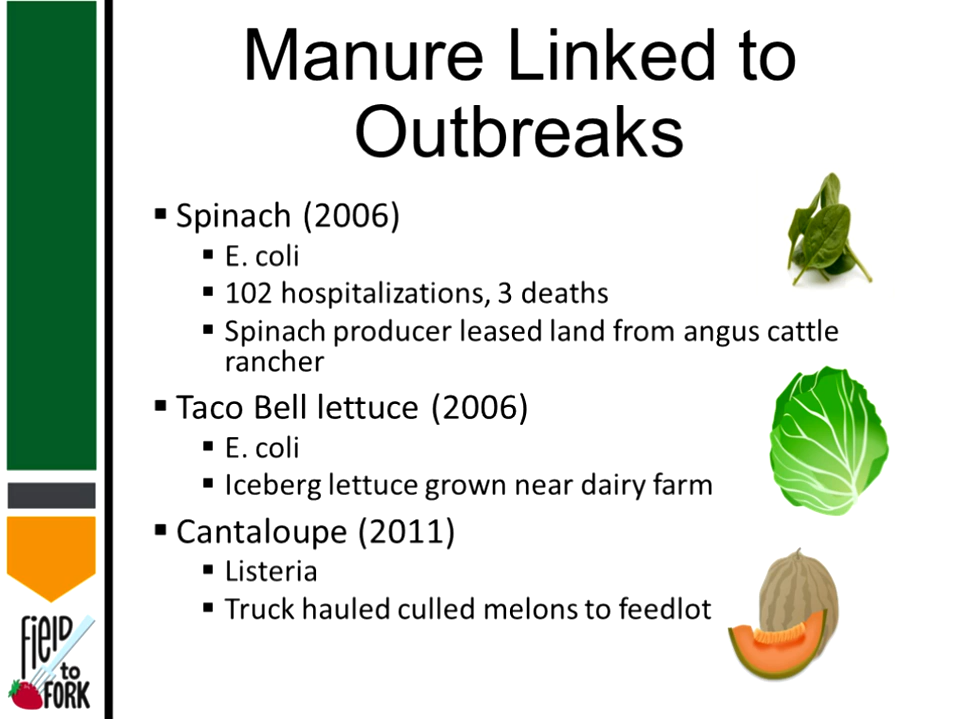 Manure Linked to
Outbreaks
▪ Spinach (2006)
▪ E. coli
▪ 102 hospitalizations, 3 deaths
▪ Spinach producer leased land from angus cattle
rancher
▪ Taco Bell lettuce (2006)
▪ E. coli
▪ Iceberg lettuce grown near dairy farm
▪ Cantaloupe (2011)
▪ Listeria
▪ Truck hauled culled melons to feedlot
FiElD
to
FORK